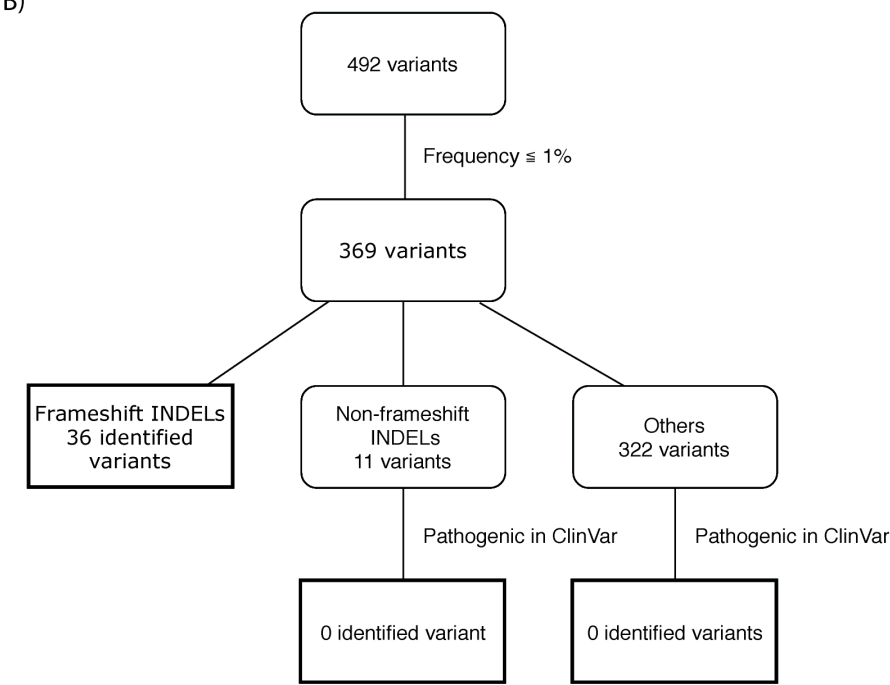 B)
492 variants
Frequency ≦ 1%
369 variants
Frameshift INDELs
36 identified
variants
Non-frameshift
INDELs
11 variants
Others
322 variants
Pathogenic in ClinVar
Pathogenic in ClinVar
0 identified variant
0 identified variants